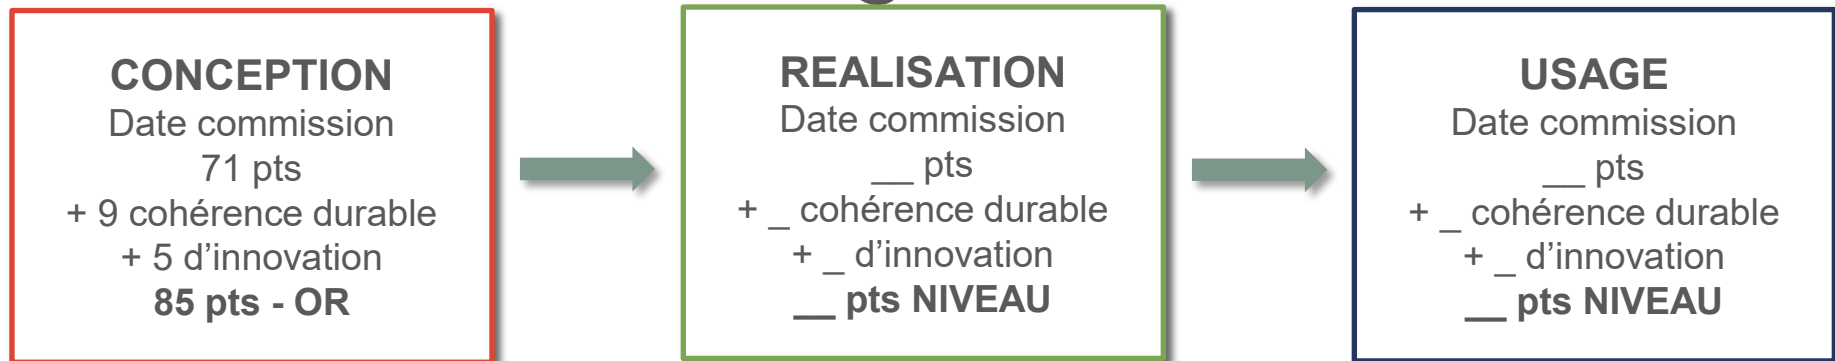 CONCEPTION
Date commission
71 pts
+ 9 cohérence durable
+ 5 d’innovation
85 pts - OR
REALISATION
Date commission
__ pts
+ _ cohérence durable
+ _ d’innovation
__ pts NIVEAU
USAGE
Date commission
__ pts
+ _ cohérence durable
+ _ d’innovation
__ pts NIVEAU